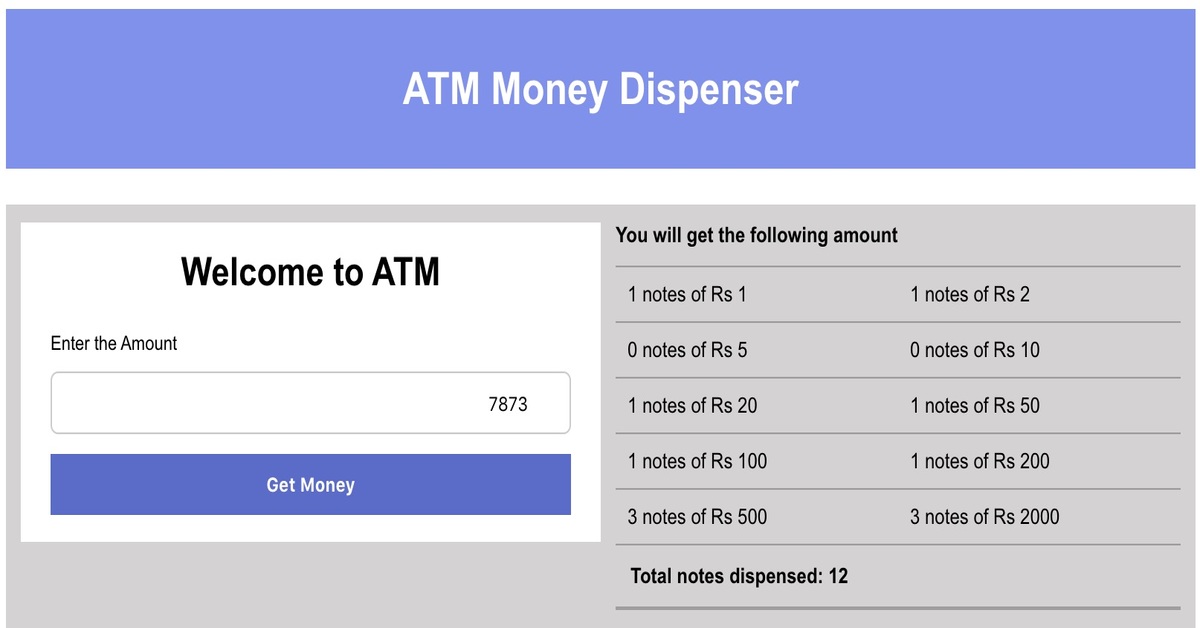 ATM Money Dispenser
Welcome to ATM
Enter the Amount
7873
Get Money
You will get the following amount
1 notes of Rs 1 1 notes of Rs 2
0 notes of Rs 5 0 notes of Rs 10
1 notes of Rs 20 1 notes of Rs 50
1 notes of Rs 100 1 notes of Rs 200
3 notes of Rs 500 3 notes of Rs 2000
Total notes dispensed: 12